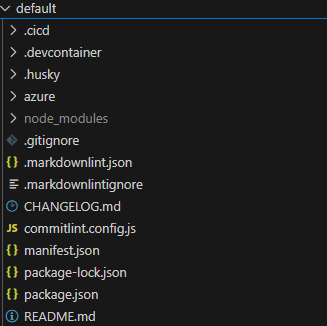 default
.cicd
.devcontainer
.husky
azure
node_modules
.gitignore
.markdownlint.json
.markdownlintignore
CHANGELOG.md
JS commitlint.config.js
manifest.json
package-lock.json
package.json
README.md